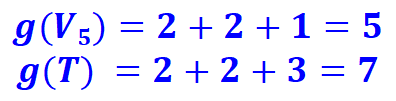 g(V₅) = 2 + 2 + 1 = 5
g(T) = 2 + 2 + 3 = 7